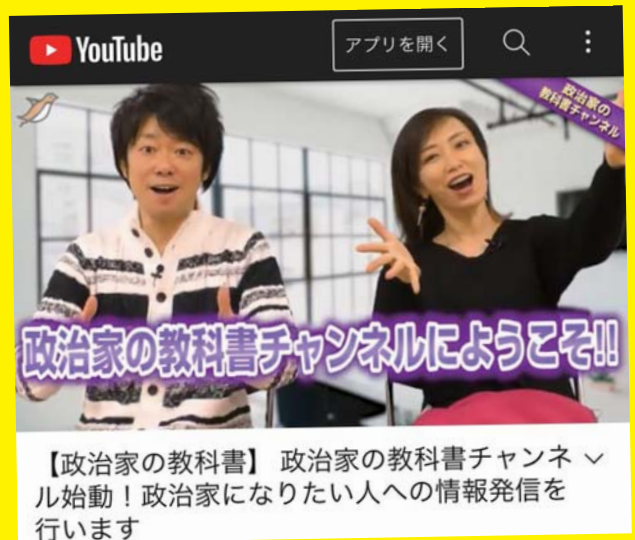 YouTube
アプリを開く
政治家の
教科書チャンネル
政治家の教科書チャンネルにようこそ!!
【政治家の教科書】 政治家の教科書チャンネ
ル始動！政治家になりたい人への情報発信を
行います